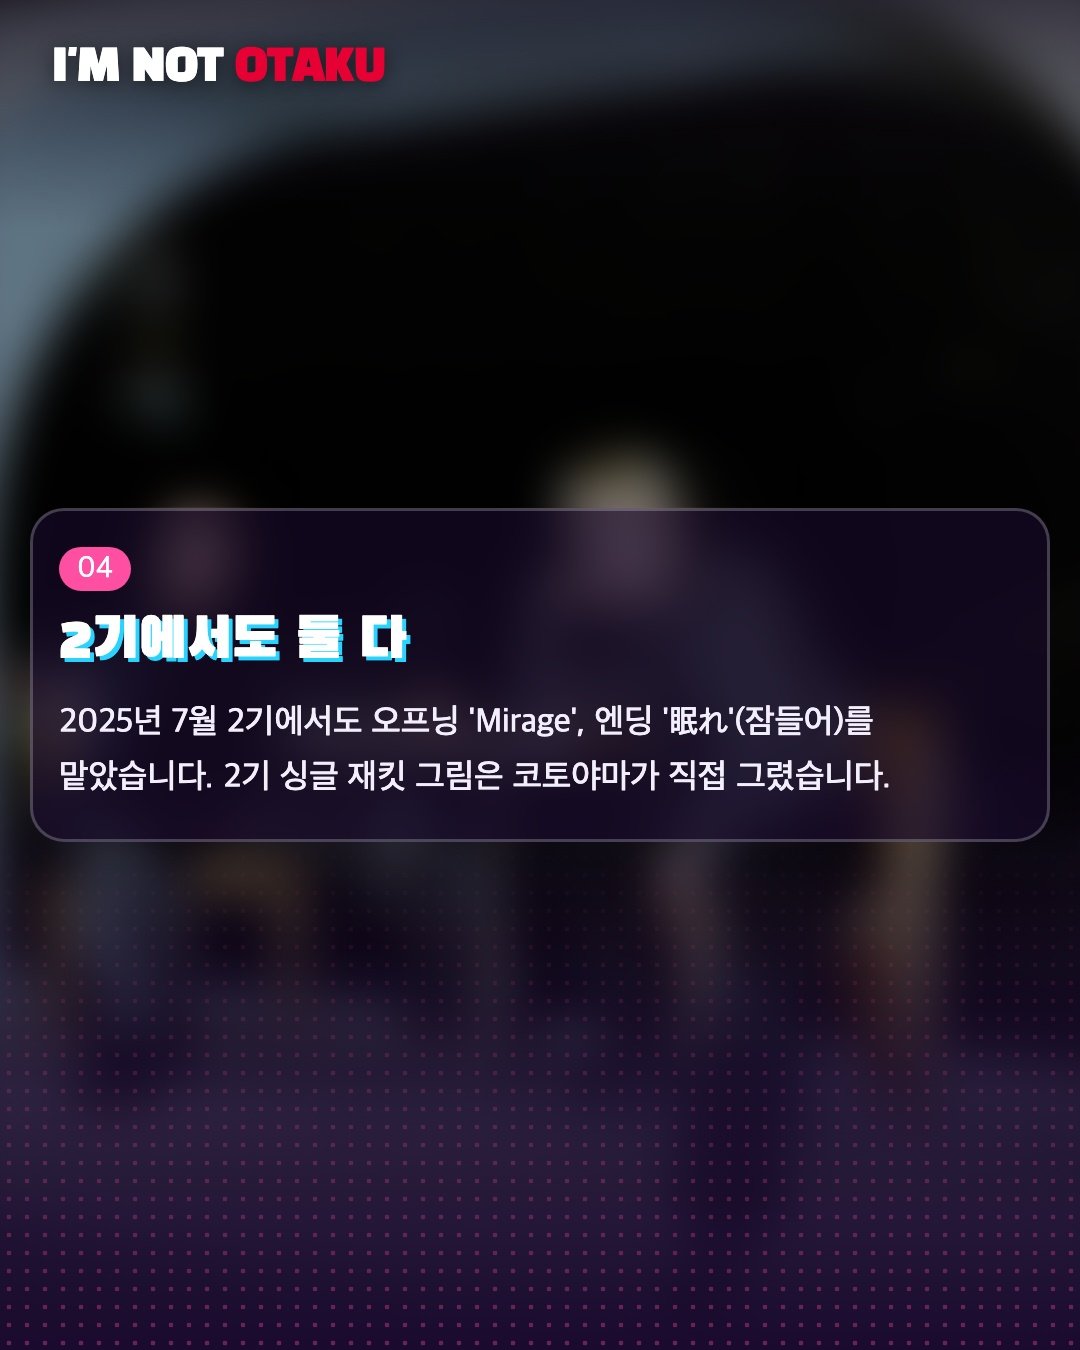 I'M NOT OTAKU
04
2기에서도 둘 다
2025년 7월 2기에서도 오프닝 'Mirage', 엔딩 '眠れ'(잠들어)를
맡았습니다. 2기 싱글 재킷 그림은 코토야마가 직접 그렸습니다.